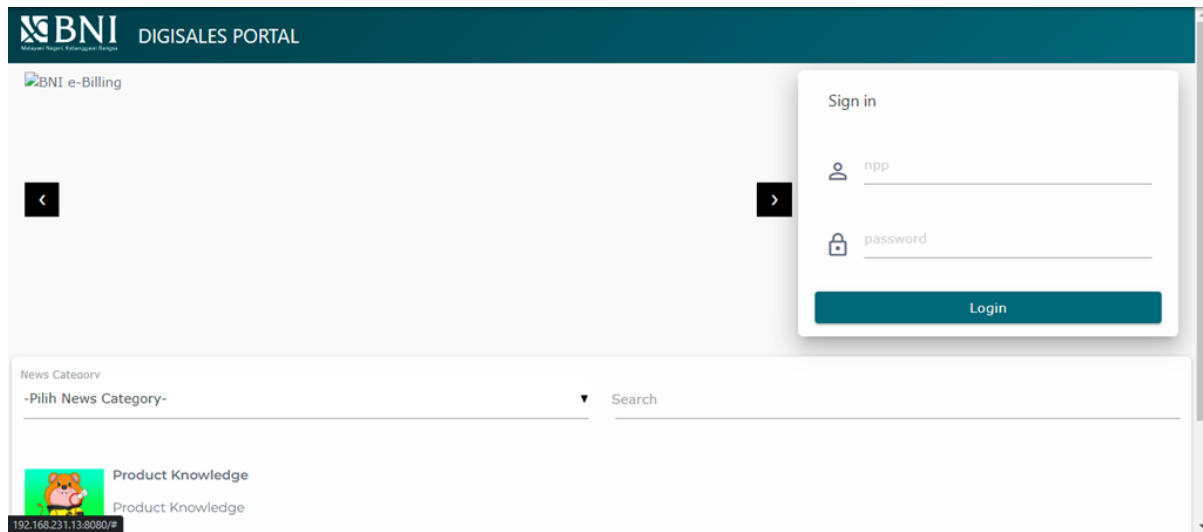 BNI
Melayani Negeri, Kebanggaan Bangsa
DIGISALES PORTAL
BNI e-Billing
‹
›
Sign in
npp
password
Login
News Category
-Pilih News Category-
Search
Product Knowledge
Product Knowledge
192.168.231.13:8080/#